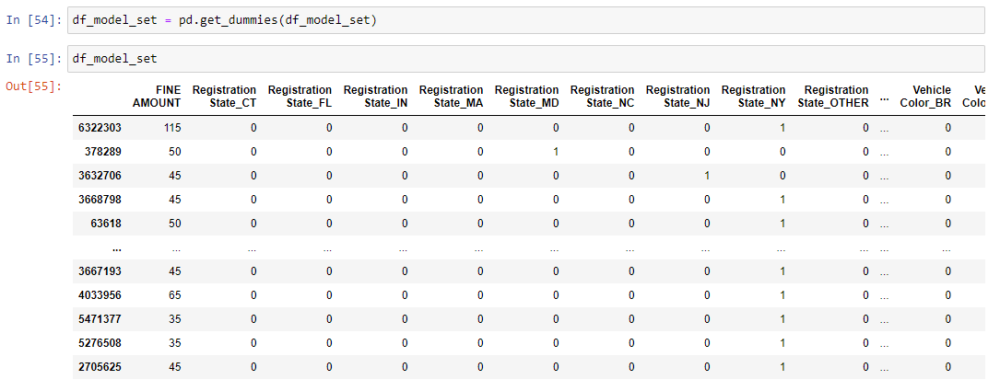 In [54]: df_model_set = pd.get_dummies(df_model_set)
In [55]: df_model_set
Out[55]:
FINE Registration Registration Registration Registration Registration Registration Registration Registration Registration Vehicle Ve
AMOUNT State_CT State_FL State_IN State_MA State_MD State_NC State_NJ State_NY State_OTHER ... Color_BR Colo
6322303 115 0 0 0 0 0 0 0 1 0 ... 0
378289 50 0 0 0 0 1 0 0 0 0 ... 0
3632706 45 0 0 0 0 0 0 1 0 0 ... 0
3668798 45 0 0 0 0 0 0 0 1 0 ... 0
63618 50 0 0 0 0 0 0 0 1 0 ... 0
... ... ... ... ... ... ... ... ... ... ... ... ...
3667193 45 0 0 0 0 0 0 0 1 0 ... 0
4033956 65 0 0 0 0 0 0 0 1 0 ... 0
5471377 35 0 0 0 0 0 0 0 1 0 ... 0
5276508 35 0 0 0 0 0 0 0 1 0 ... 0
2705625 45 0 0 0 0 0 0 0 1 0 ... 0